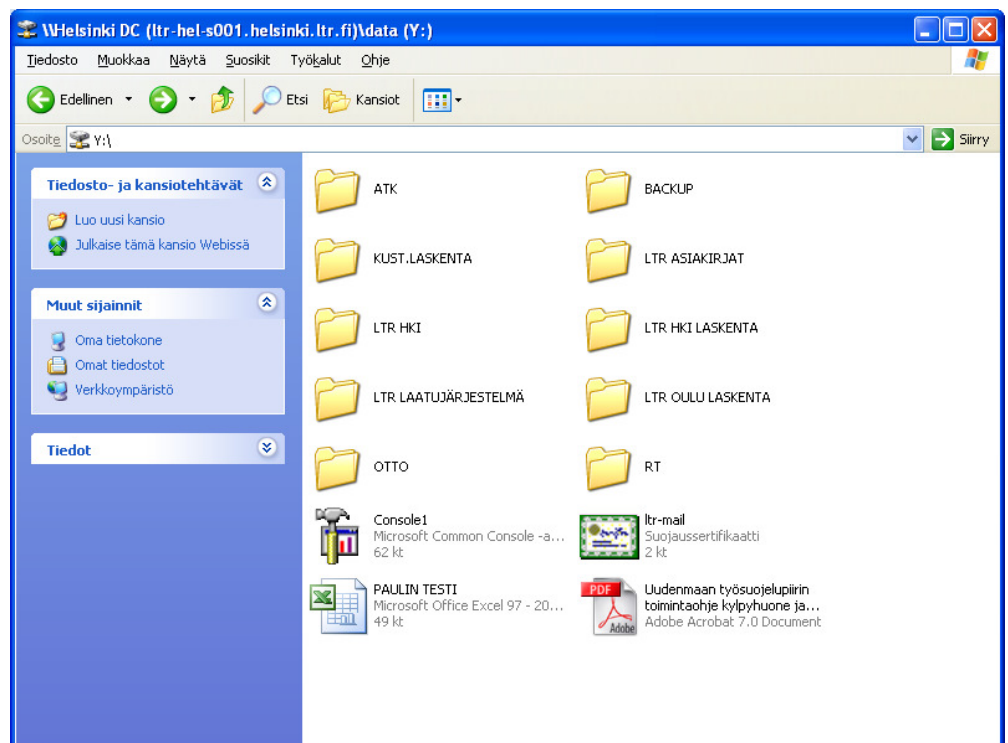 \\Helsinki DC (ltr-hel-s001.helsinki.ltr.fi)\data (Y:)
Tiedosto Muokkaa Näytä Suosikit Työkalut Ohje
Edellinen Etsi Kansiot
Osoite Y:\ Siirry
Tiedosto- ja kansiotehtävät
Luo uusi kansio
Julkaise tämä kansio Webissä
Muut sijainnit
Oma tietokone
Omat tiedostot
Verkkoympäristö
Tiedot
ATK
BACKUP
KUST.LASKENTA
LTR ASIAKIRJAT
LTR HKI
LTR HKI LASKENTA
LTR LAATUJÄRJESTELMÄ
LTR OULU LASKENTA
OTTO
RT
Console1
Microsoft Common Console -a...
62 kt
ltr-mail
Suojaussertifikaatti
2 kt
PAULIN TESTI
Microsoft Office Excel 97 - 20...
49 kt
PDF
Adobe
Uudenmaan työsuojelupiirin
toimintaohje kylpyhuone ja...
Adobe Acrobat 7.0 Document